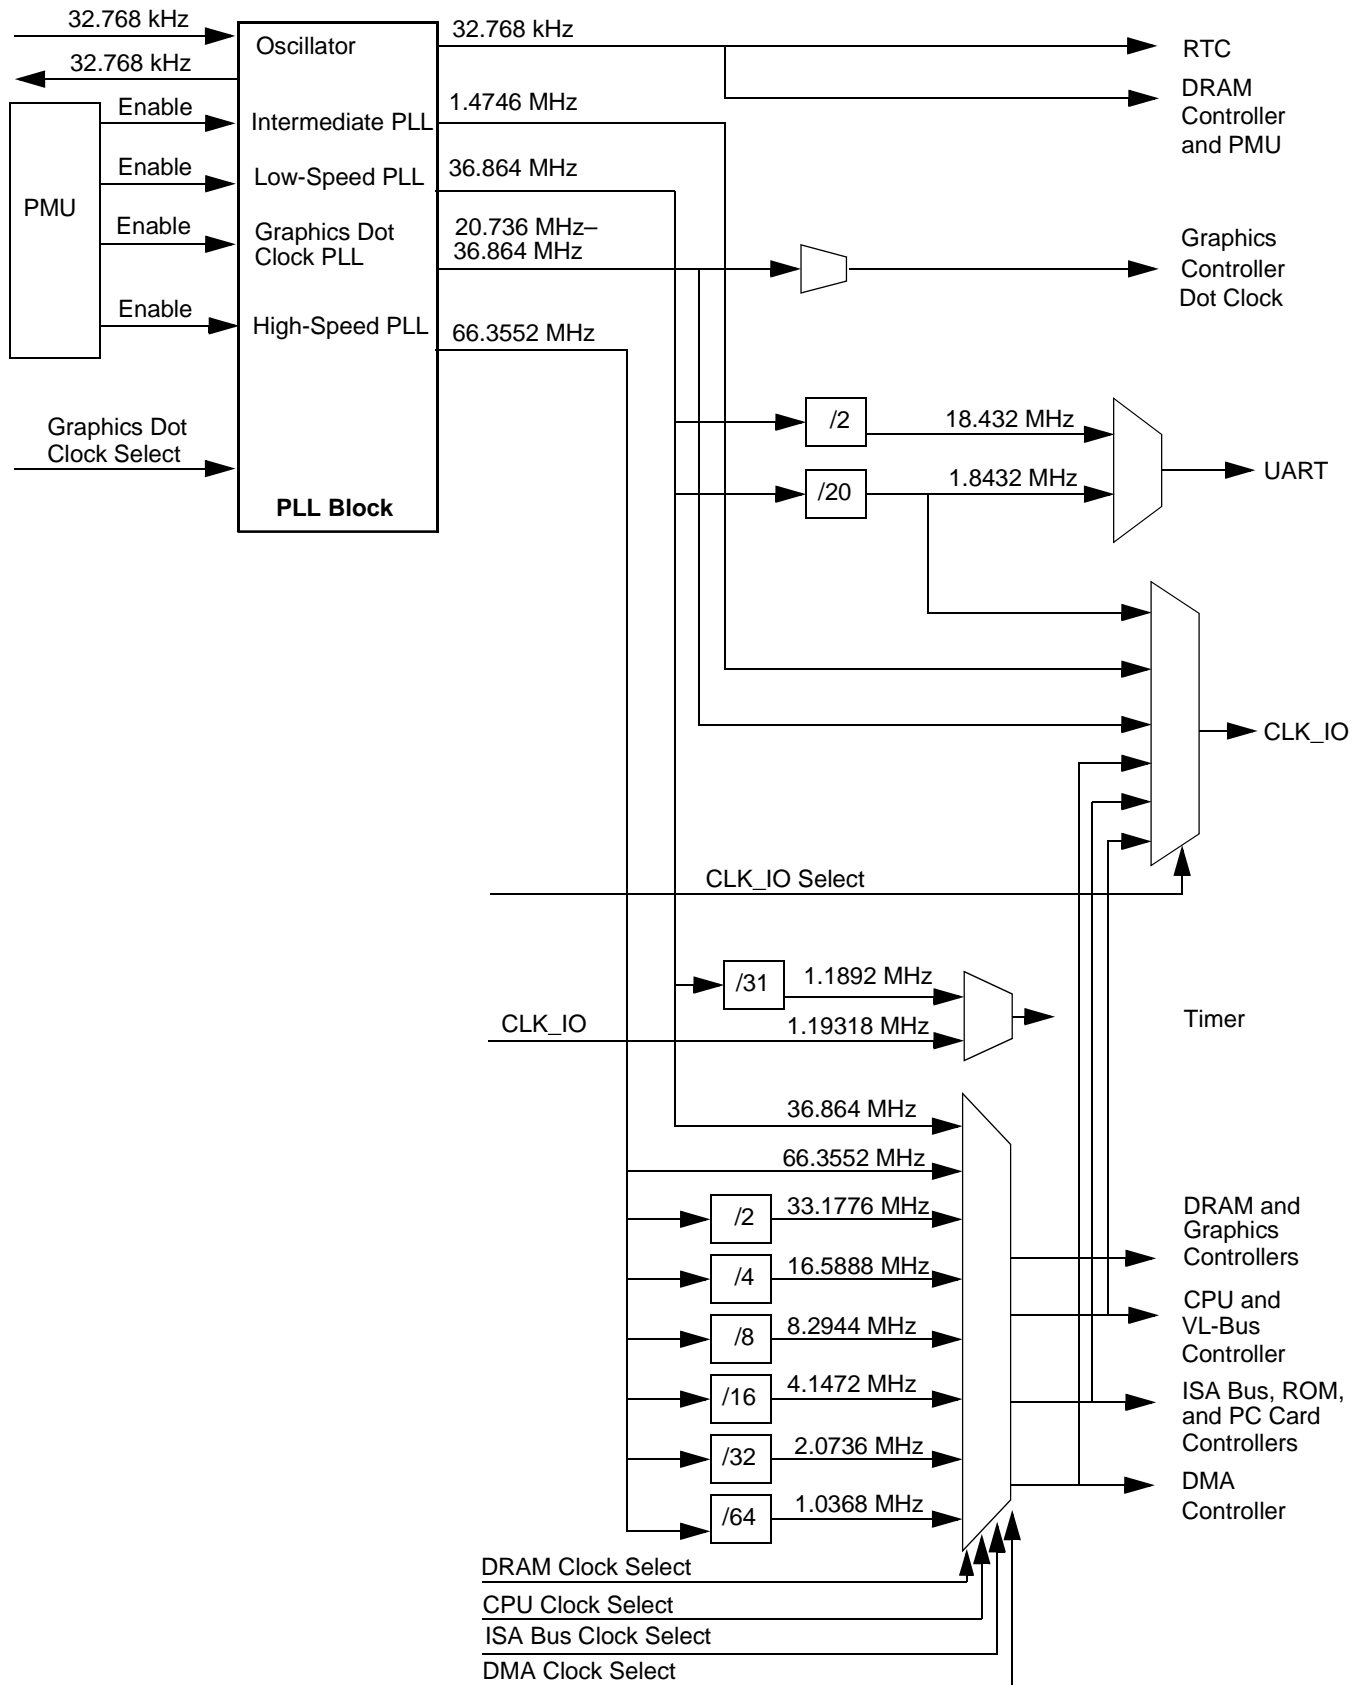 32.768 kHz
32.768 kHz
PMU
Enable
Enable
Enable
Enable
Graphics Dot
Clock Select
Oscillator
Intermediate PLL
Low-Speed PLL
Graphics Dot
Clock PLL
High-Speed PLL
PLL Block
32.768 kHz
1.4746 MHz
36.864 MHz
20.736 MHz–
36.864 MHz
66.3552 MHz
RTC
DRAM
Controller
and PMU
Graphics
Controller
Dot Clock
/2
18.432 MHz
/20
1.8432 MHz
UART
CLK_IO
CLK_IO Select
/31
1.1892 MHz
CLK_IO
1.19318 MHz
Timer
36.864 MHz
66.3552 MHz
/2
33.1776 MHz
/4
16.5888 MHz
/8
8.2944 MHz
/16
4.1472 MHz
/32
2.0736 MHz
/64
1.0368 MHz
DRAM and
Graphics
Controllers
CPU and
VL-Bus
Controller
ISA Bus, ROM,
and PC Card
Controllers
DMA
Controller
DRAM Clock Select
CPU Clock Select
ISA Bus Clock Select
DMA Clock Select